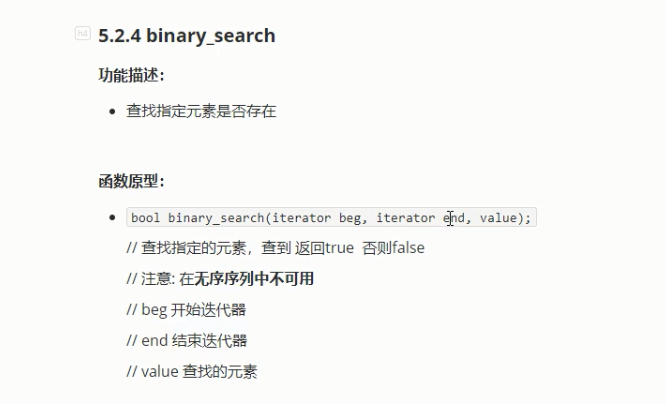 h4 5.2.4 binary_search
功能描述：
查找指定元素是否存在
函数原型：
bool binary_search(iterator beg, iterator end, value);
// 查找指定的元素，查到 返回true 否则false
// 注意: 在无序序列中不可用
// beg 开始迭代器
// end 结束迭代器
// value 查找的元素